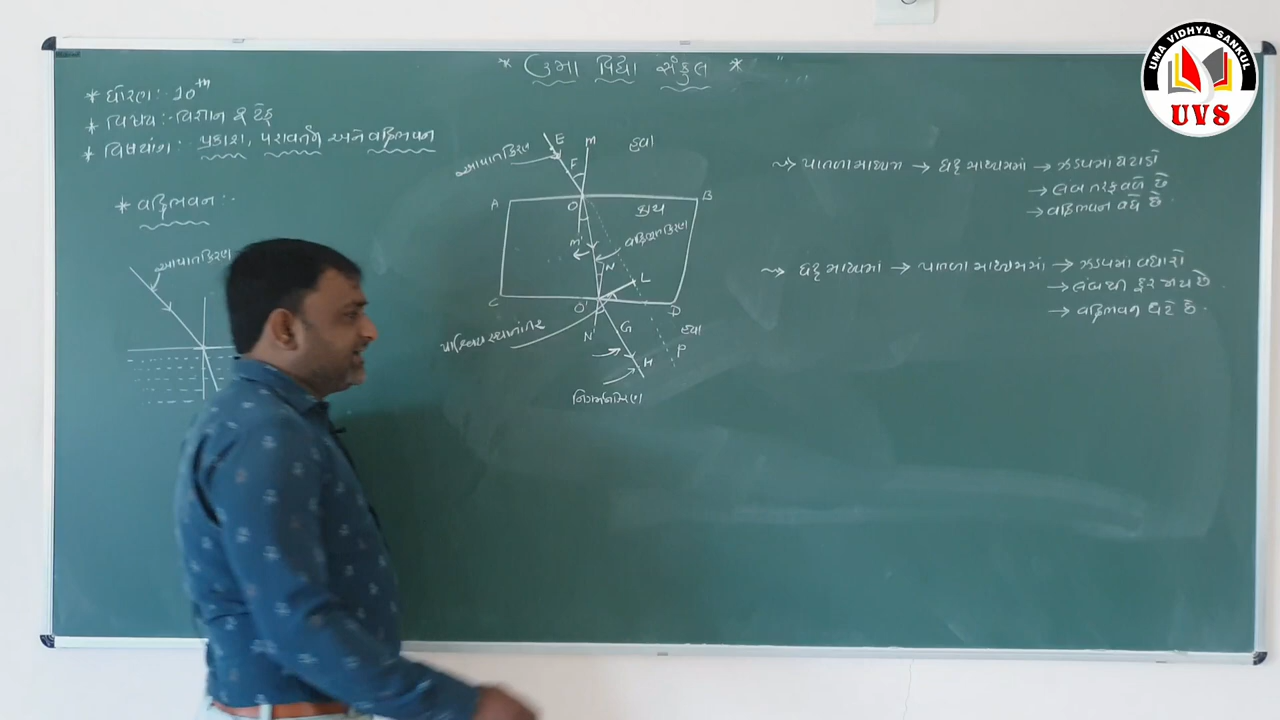 * ઉમા વિદ્યા સંકુલ *
* ધોરણ :- 10th
* વિષય :- વિજ્ઞાન & ટેક
* વિષયાંગ :- પ્રકાશ, પરાવર્તન અને વક્રિભવન
* વક્રિભવન :-
આપાતકિરણ
E
M
હવા
આપાતકિરણ
F
A
O
B
કાચ
M'
વક્રિભૂતકિરણ
N
L
C
O'
D
પાર્શ્વિય સ્થાનાંતર
N'
G
હવા
P
H
નિર્ગમનકિરણ
પાતળા માધ્યમ → ઘટ્ટ માધ્યમમાં → ઝડપમાં ઘટાડો
→ લંબ તરફ વળે છે
→ વક્રિભવન વધે છે.
ઘટ્ટ માધ્યમાં → પાતળા માધ્યમમાં → ઝડપમાં વધારો
→ લંબથી દૂર જાય છે.
→ વક્રિભવન ઘટે છે.
UMA VIDHYA SANKUL
UVS